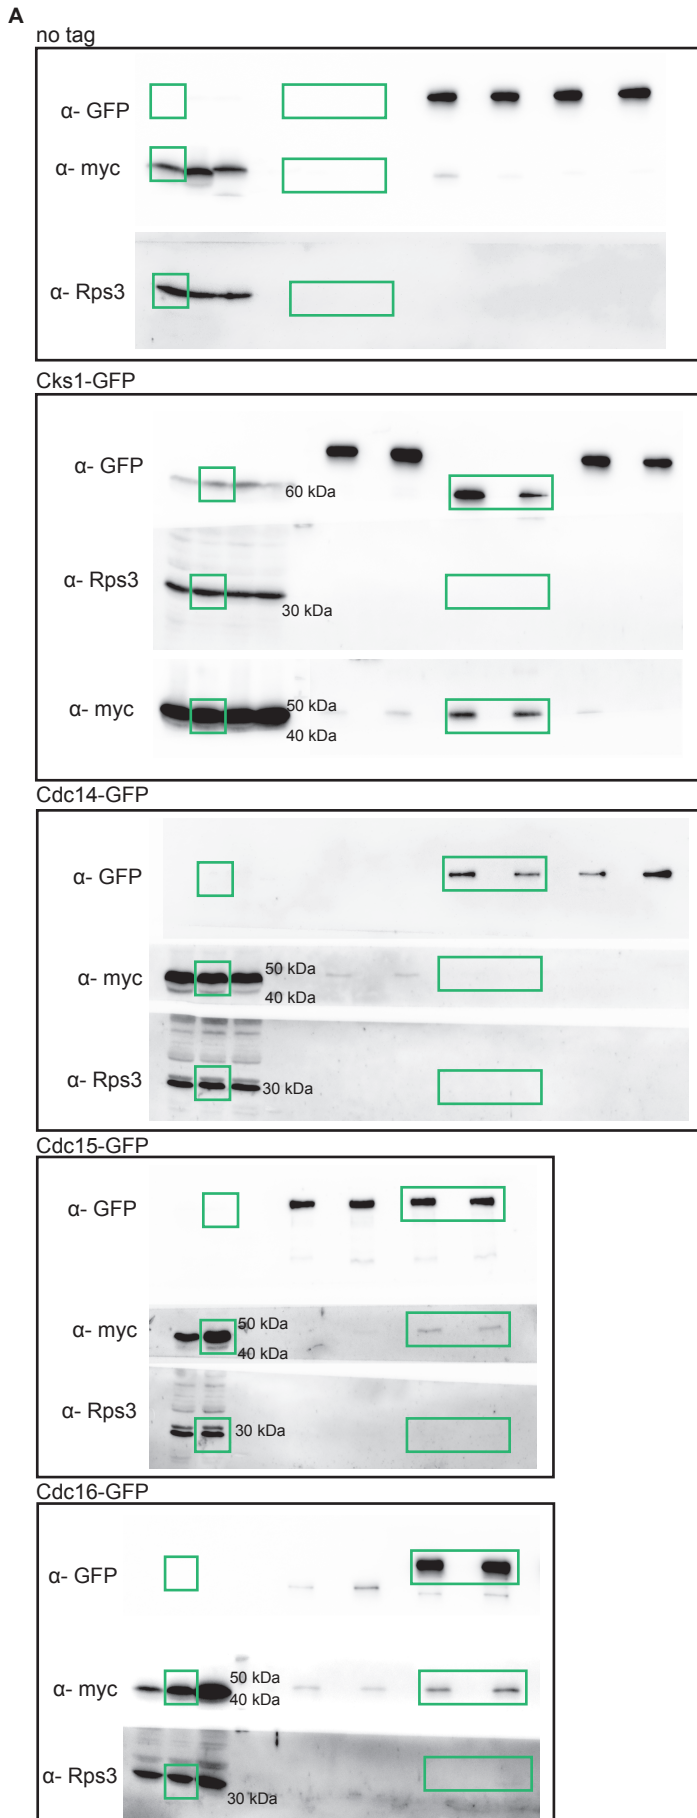 A
no tag
α- GFP
α- myc
α- Rps3
Cks1-GFP
α- GFP
60 kDa
α- Rps3
30 kDa
α- myc
50 kDa
40 kDa
Cdc14-GFP
α- GFP
α- myc
50 kDa
40 kDa
α- Rps3
30 kDa
Cdc15-GFP
α- GFP
α- myc
50 kDa
40 kDa
α- Rps3
30 kDa
Cdc16-GFP
α- GFP
α- myc
50 kDa
40 kDa
α- Rps3
30 kDa